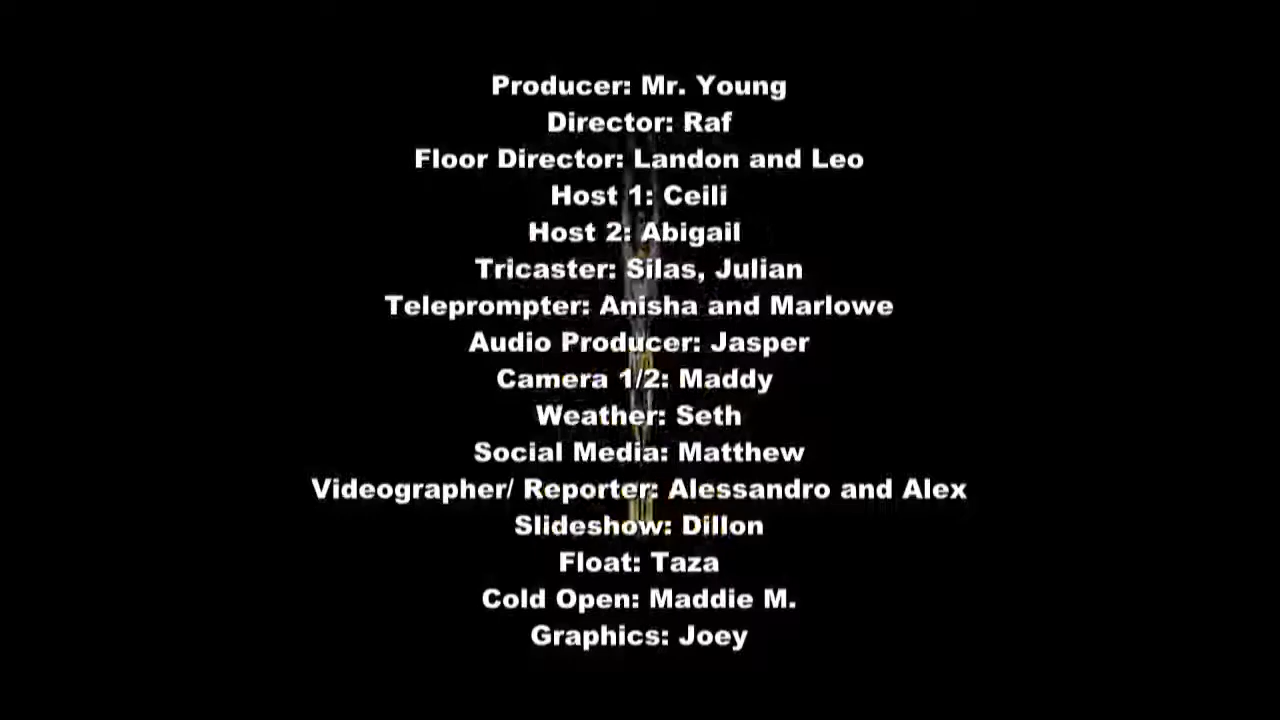 Producer: Mr. Young
Director: Raf
Floor Director: Landon and Leo
Host 1: Ceili
Host 2: Abigail
Tricaster: Silas, Julian
Teleprompter: Anisha and Marlowe
Audio Producer: Jasper
Camera 1/2: Maddy
Weather: Seth
Social Media: Matthew
Videographer/ Reporter: Alessandro and Alex
Slideshow: Dillon
Float: Taza
Cold Open: Maddie M.
Graphics: Joey